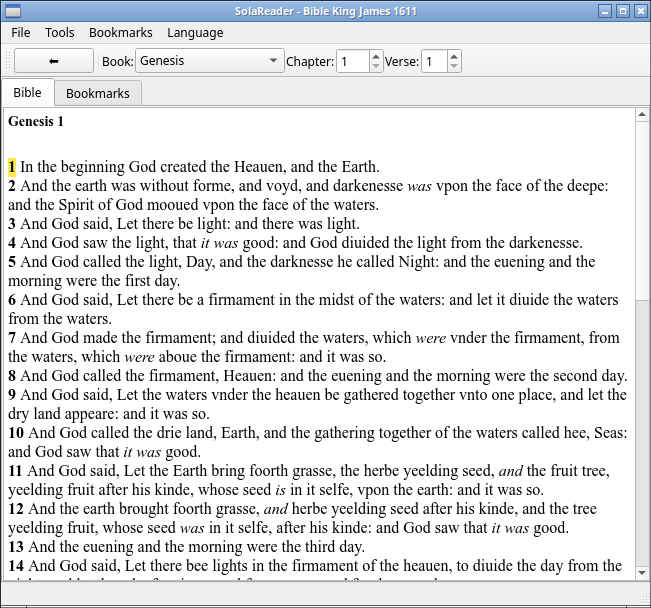 SolaReader - Bible King James 1611
File Tools Bookmarks Language
Book: Genesis Chapter: 1 Verse: 1
Bible Bookmarks
Genesis 1
1 In the beginning God created the Heauen, and the Earth.
2 And the earth was without forme, and voyd, and darkenesse was vpon the face of the deepe:
and the Spirit of God mooued vpon the face of the waters.
3 And God said, Let there be light: and there was light.
4 And God saw the light, that it was good: and God diuided the light from the darkenesse.
5 And God called the light, Day, and the darknesse he called Night: and the euening and the
morning were the first day.
6 And God said, Let there be a firmament in the midst of the waters: and let it diuide the waters
from the waters.
7 And God made the firmament; and diuided the waters, which were vnder the firmament, from
the waters, which were aboue the firmament: and it was so.
8 And God called the firmament, Heauen: and the euening and the morning were the second day.
9 And God said, Let the waters vnder the heauen be gathered together vnto one place, and let the
dry land appeare: and it was so.
10 And God called the drie land, Earth, and the gathering together of the waters called hee, Seas:
and God saw that it was good.
11 And God said, Let the Earth bring foorth grasse, the herbe yeelding seed, and the fruit tree,
yeelding fruit after his kinde, whose seed is in it selfe, vpon the earth: and it was so.
12 And the earth brought foorth grasse, and herbe yeelding seed after his kinde, and the tree
yeelding fruit, whose seed was in it selfe, after his kinde: and God saw that it was good.
13 And the euening and the morning were the third day.
14 And God said, Let there bee lights in the firmament of the heauen, to diuide the day from the